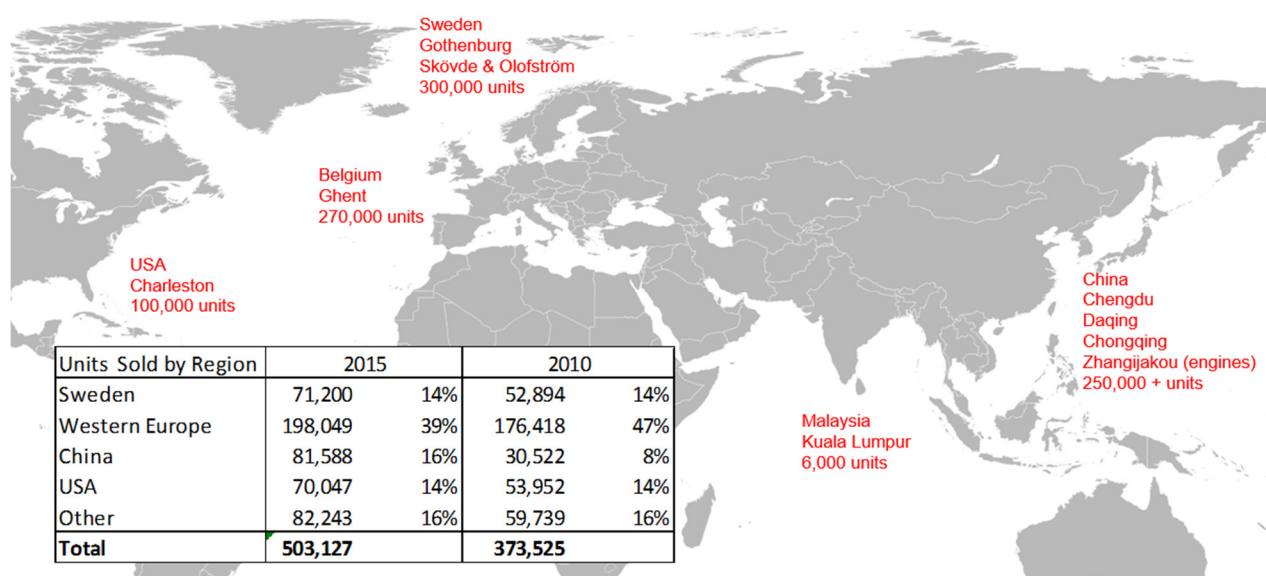 Sweden
Gothenburg
Skövde & Olofström
300,000 units
Belgium
Ghent
270,000 units
USA
Charleston
100,000 units
China
Chengdu
Daqing
Chongqing
Zhangijakou (engines)
250,000 + units
Malaysia
Kuala Lumpur
6,000 units
Units Sold by Region 2015 2010
Sweden 71,200 14% 52,894 14%
Western Europe 198,049 39% 176,418 47%
China 81,588 16% 30,522 8%
USA 70,047 14% 53,952 14%
Other 82,243 16% 59,739 16%
Total 503,127 373,525